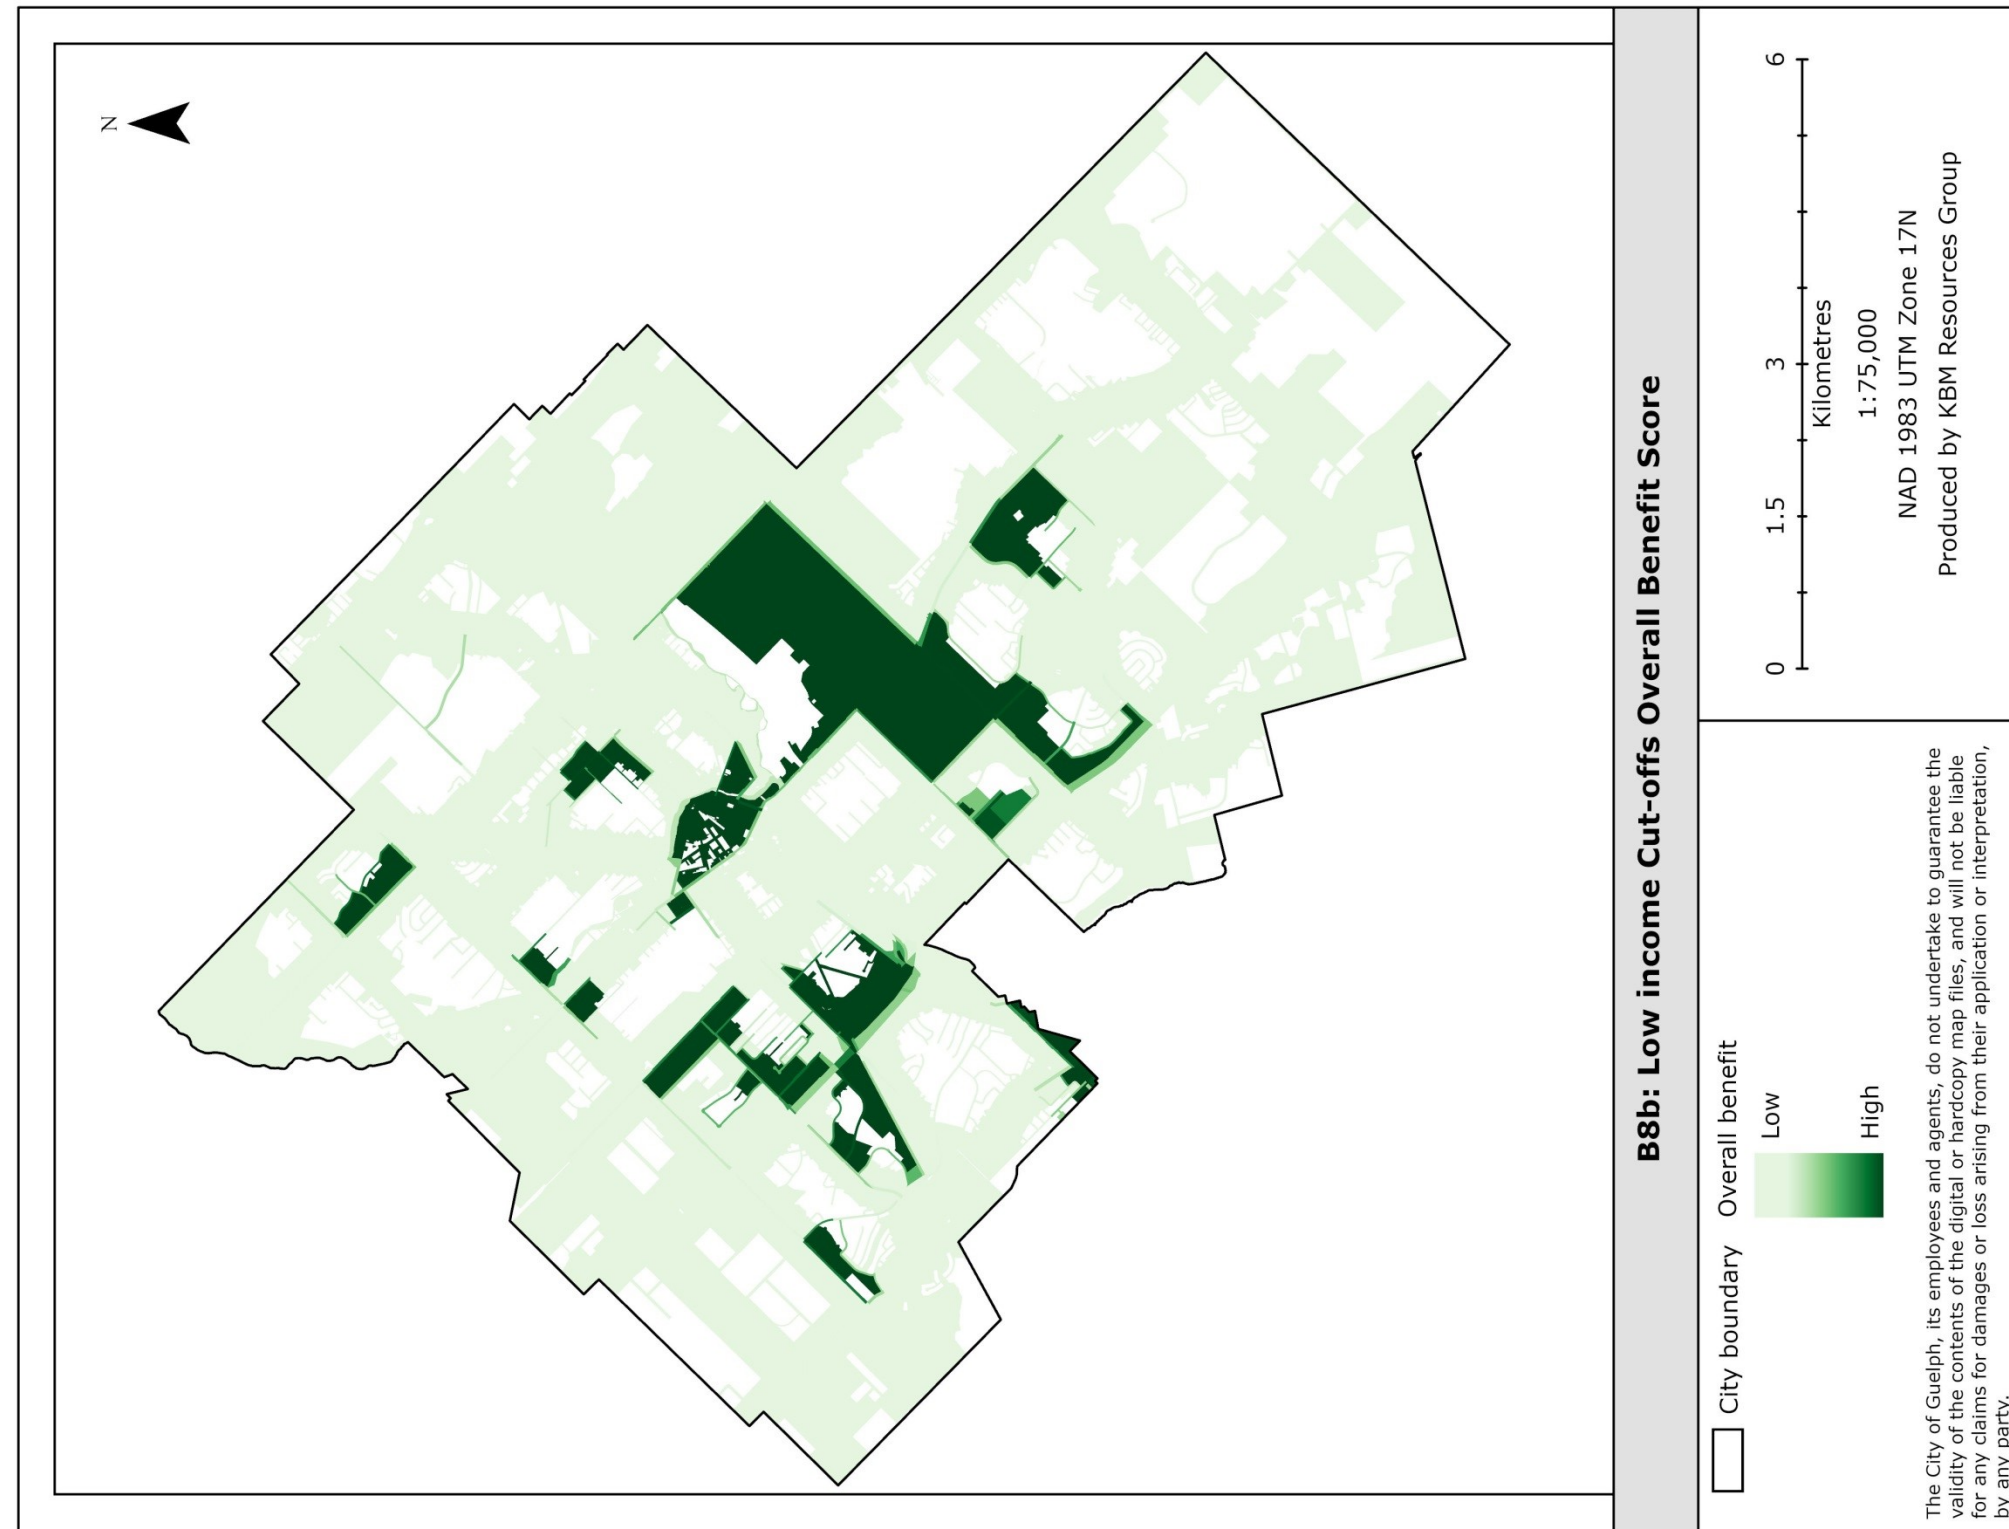 N
B8b: Low income Cut-offs Overall Benefit Score
City boundary
Overall benefit
Low
High
0 1.5 3 6
Kilometres
1:75,000
NAD 1983 UTM Zone 17N
Produced by KBM Resources Group
The City of Guelph, its employees and agents, do not undertake to guarantee the
validity of the contents of the digital or hardcopy map files, and will not be liable
for any claims for damages or loss arising from their application or interpretation,
by any party.